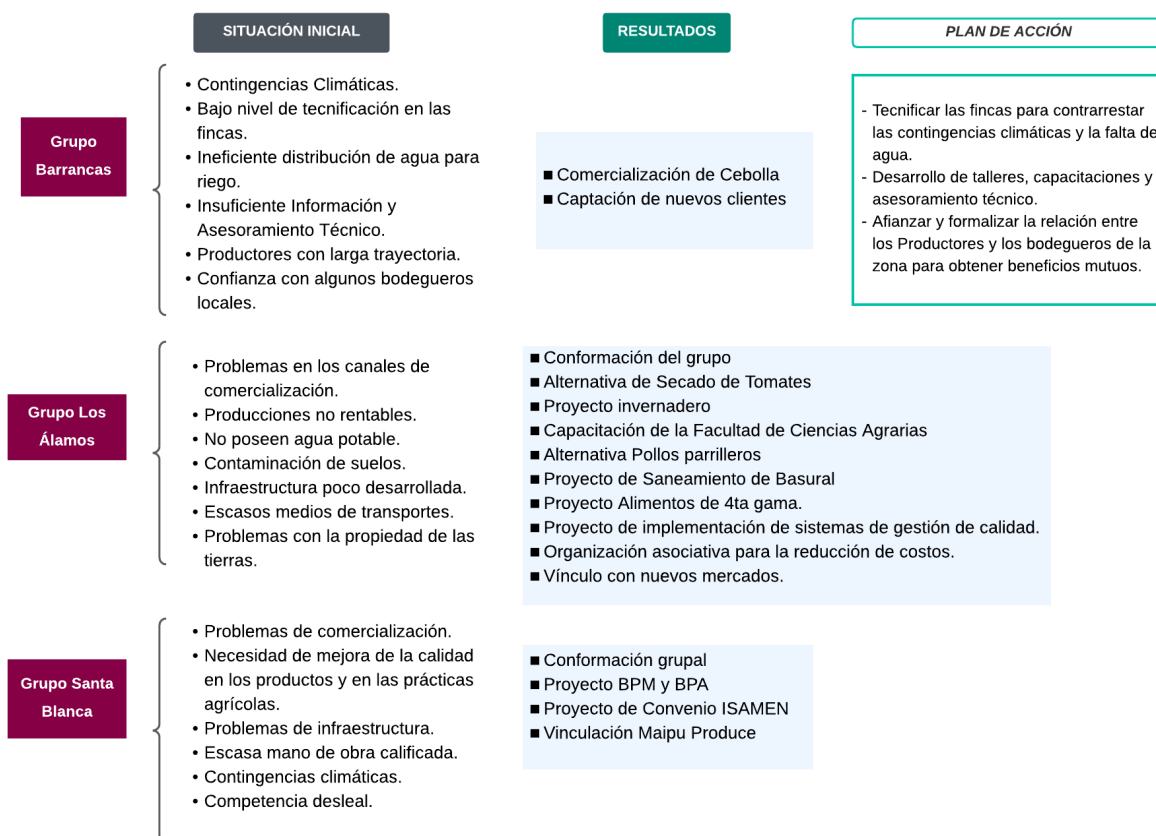 SITUACIÓN INICIAL
RESULTADOS
PLAN DE ACCIÓN
Grupo
Barrancas
• Contingencias Climáticas.
• Bajo nivel de tecnificación en las
fincas.
• Ineficiente distribución de agua para
riego.
• Insuficiente Información y
Asesoramiento Técnico.
• Productores con larga trayectoria.
• Confianza con algunos bodegueros
locales.
■ Comercialización de Cebolla
■ Captación de nuevos clientes
- Tecnificar las fincas para contrarrestar
las contingencias climáticas y la falta de
agua.
- Desarrollo de talleres, capacitaciones y
asesoramiento técnico.
- Afianzar y formalizar la relación entre
los Productores y los bodegueros de la
zona para obtener beneficios mutuos.
Grupo Los
Álamos
• Problemas en los canales de
comercialización.
• Producciones no rentables.
• No poseen agua potable.
• Contaminación de suelos.
• Infraestructura poco desarrollada.
• Escasos medios de transportes.
• Problemas con la propiedad de las
tierras.
■ Conformación del grupo
■ Alternativa de Secado de Tomates
■ Proyecto invernadero
■ Capacitación de la Facultad de Ciencias Agrarias
■ Alternativa Pollos parrilleros
■ Proyecto de Saneamiento de Basural
■ Proyecto Alimentos de 4ta gama.
■ Proyecto de implementación de sistemas de gestión de calidad.
■ Organización asociativa para la reducción de costos.
■ Vínculo con nuevos mercados.
Grupo Santa
Blanca
• Problemas de comercialización.
• Necesidad de mejora de la calidad
en los productos y en las prácticas
agrícolas.
• Problemas de infraestructura.
• Escasa mano de obra calificada.
• Contingencias climáticas.
• Competencia desleal.
■ Conformación grupal
■ Proyecto BPM y BPA
■ Proyecto de Convenio ISAMEN
■ Vinculación Maipu Produce